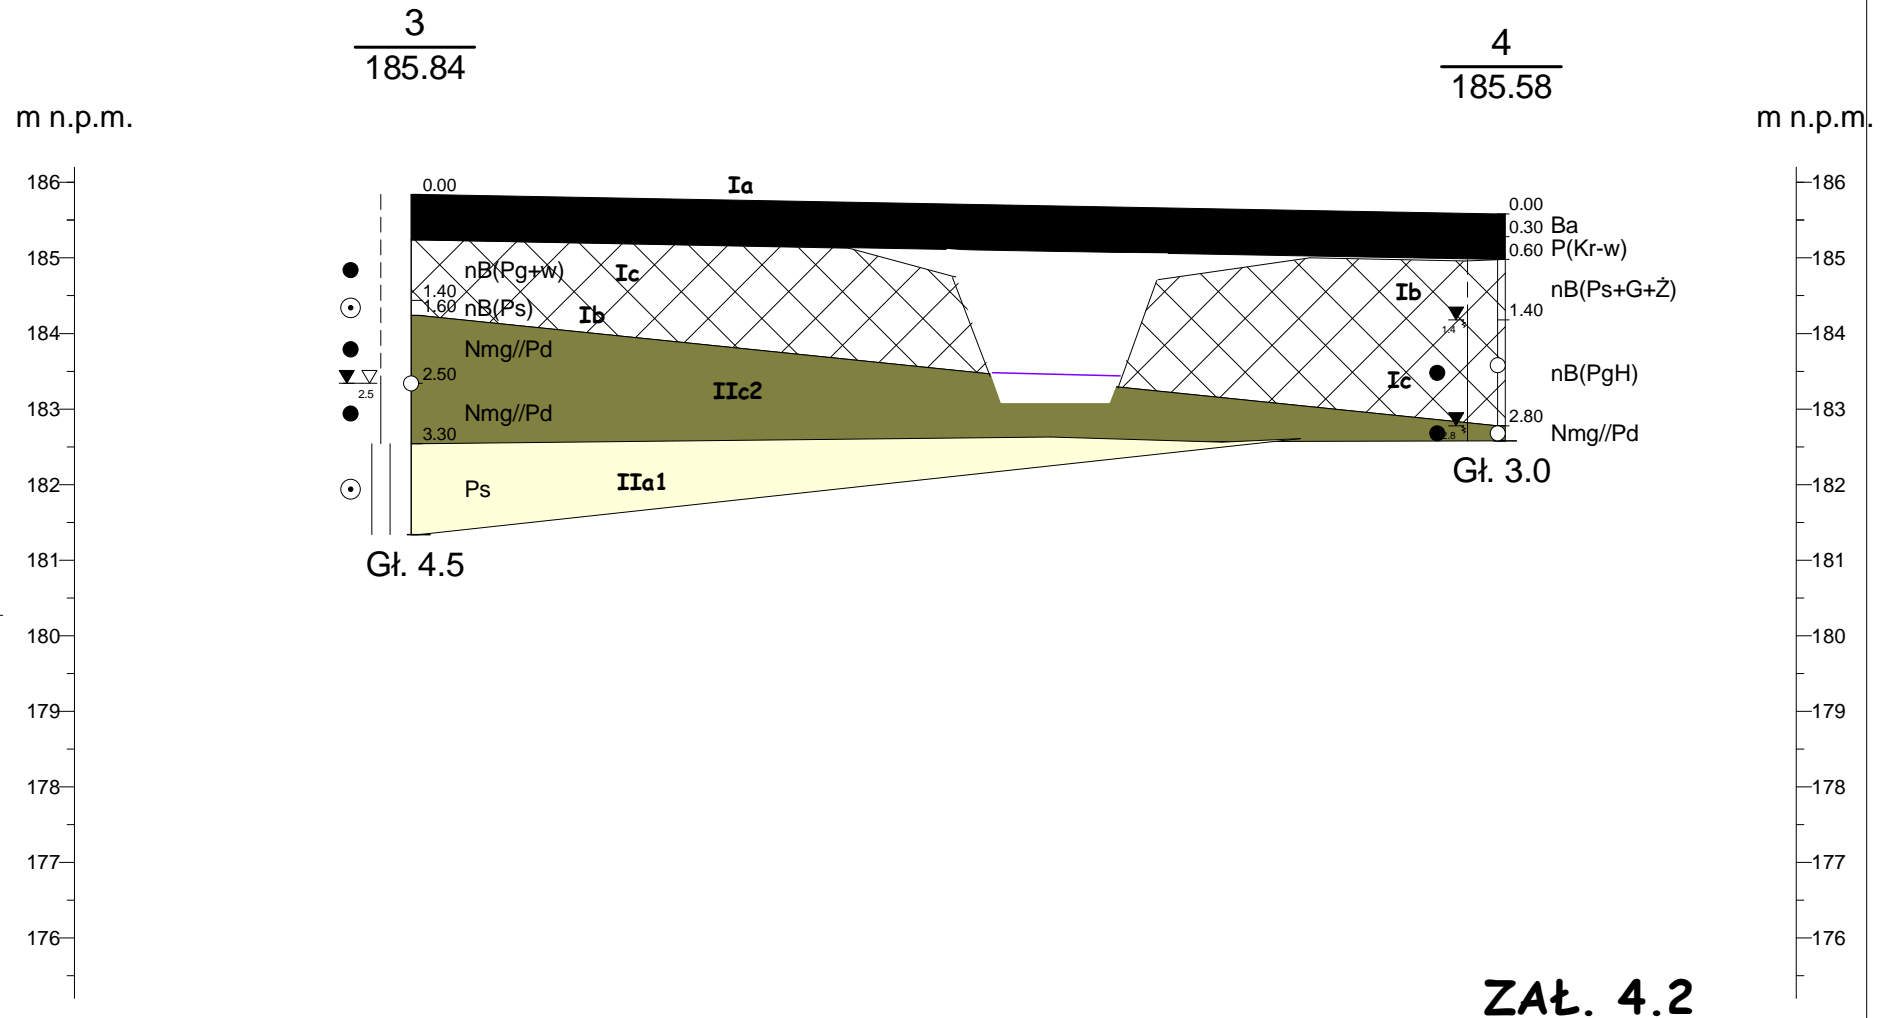 3
185.84
4
185.58
m n.p.m.
m n.p.m.
186
185
184
183
182
181
180
179
178
177
176
0.00
1.40
1.60
2.50
3.30
2.5
nB(Pg+w)
nB(Ps)
Nmg//Pd
Nmg//Pd
Ps
Gł. 4.5
Ia
Ic
Ib
IIc2
IIa1
Ib
Ic
1.4
2.8
0.00
0.30 Ba
0.60 P(Kr-w)
nB(Ps+G+Ż)
1.40
nB(PgH)
2.80
Nmg//Pd
Gł. 3.0
186
185
184
183
182
181
180
179
178
177
176
ZAŁ. 4.2